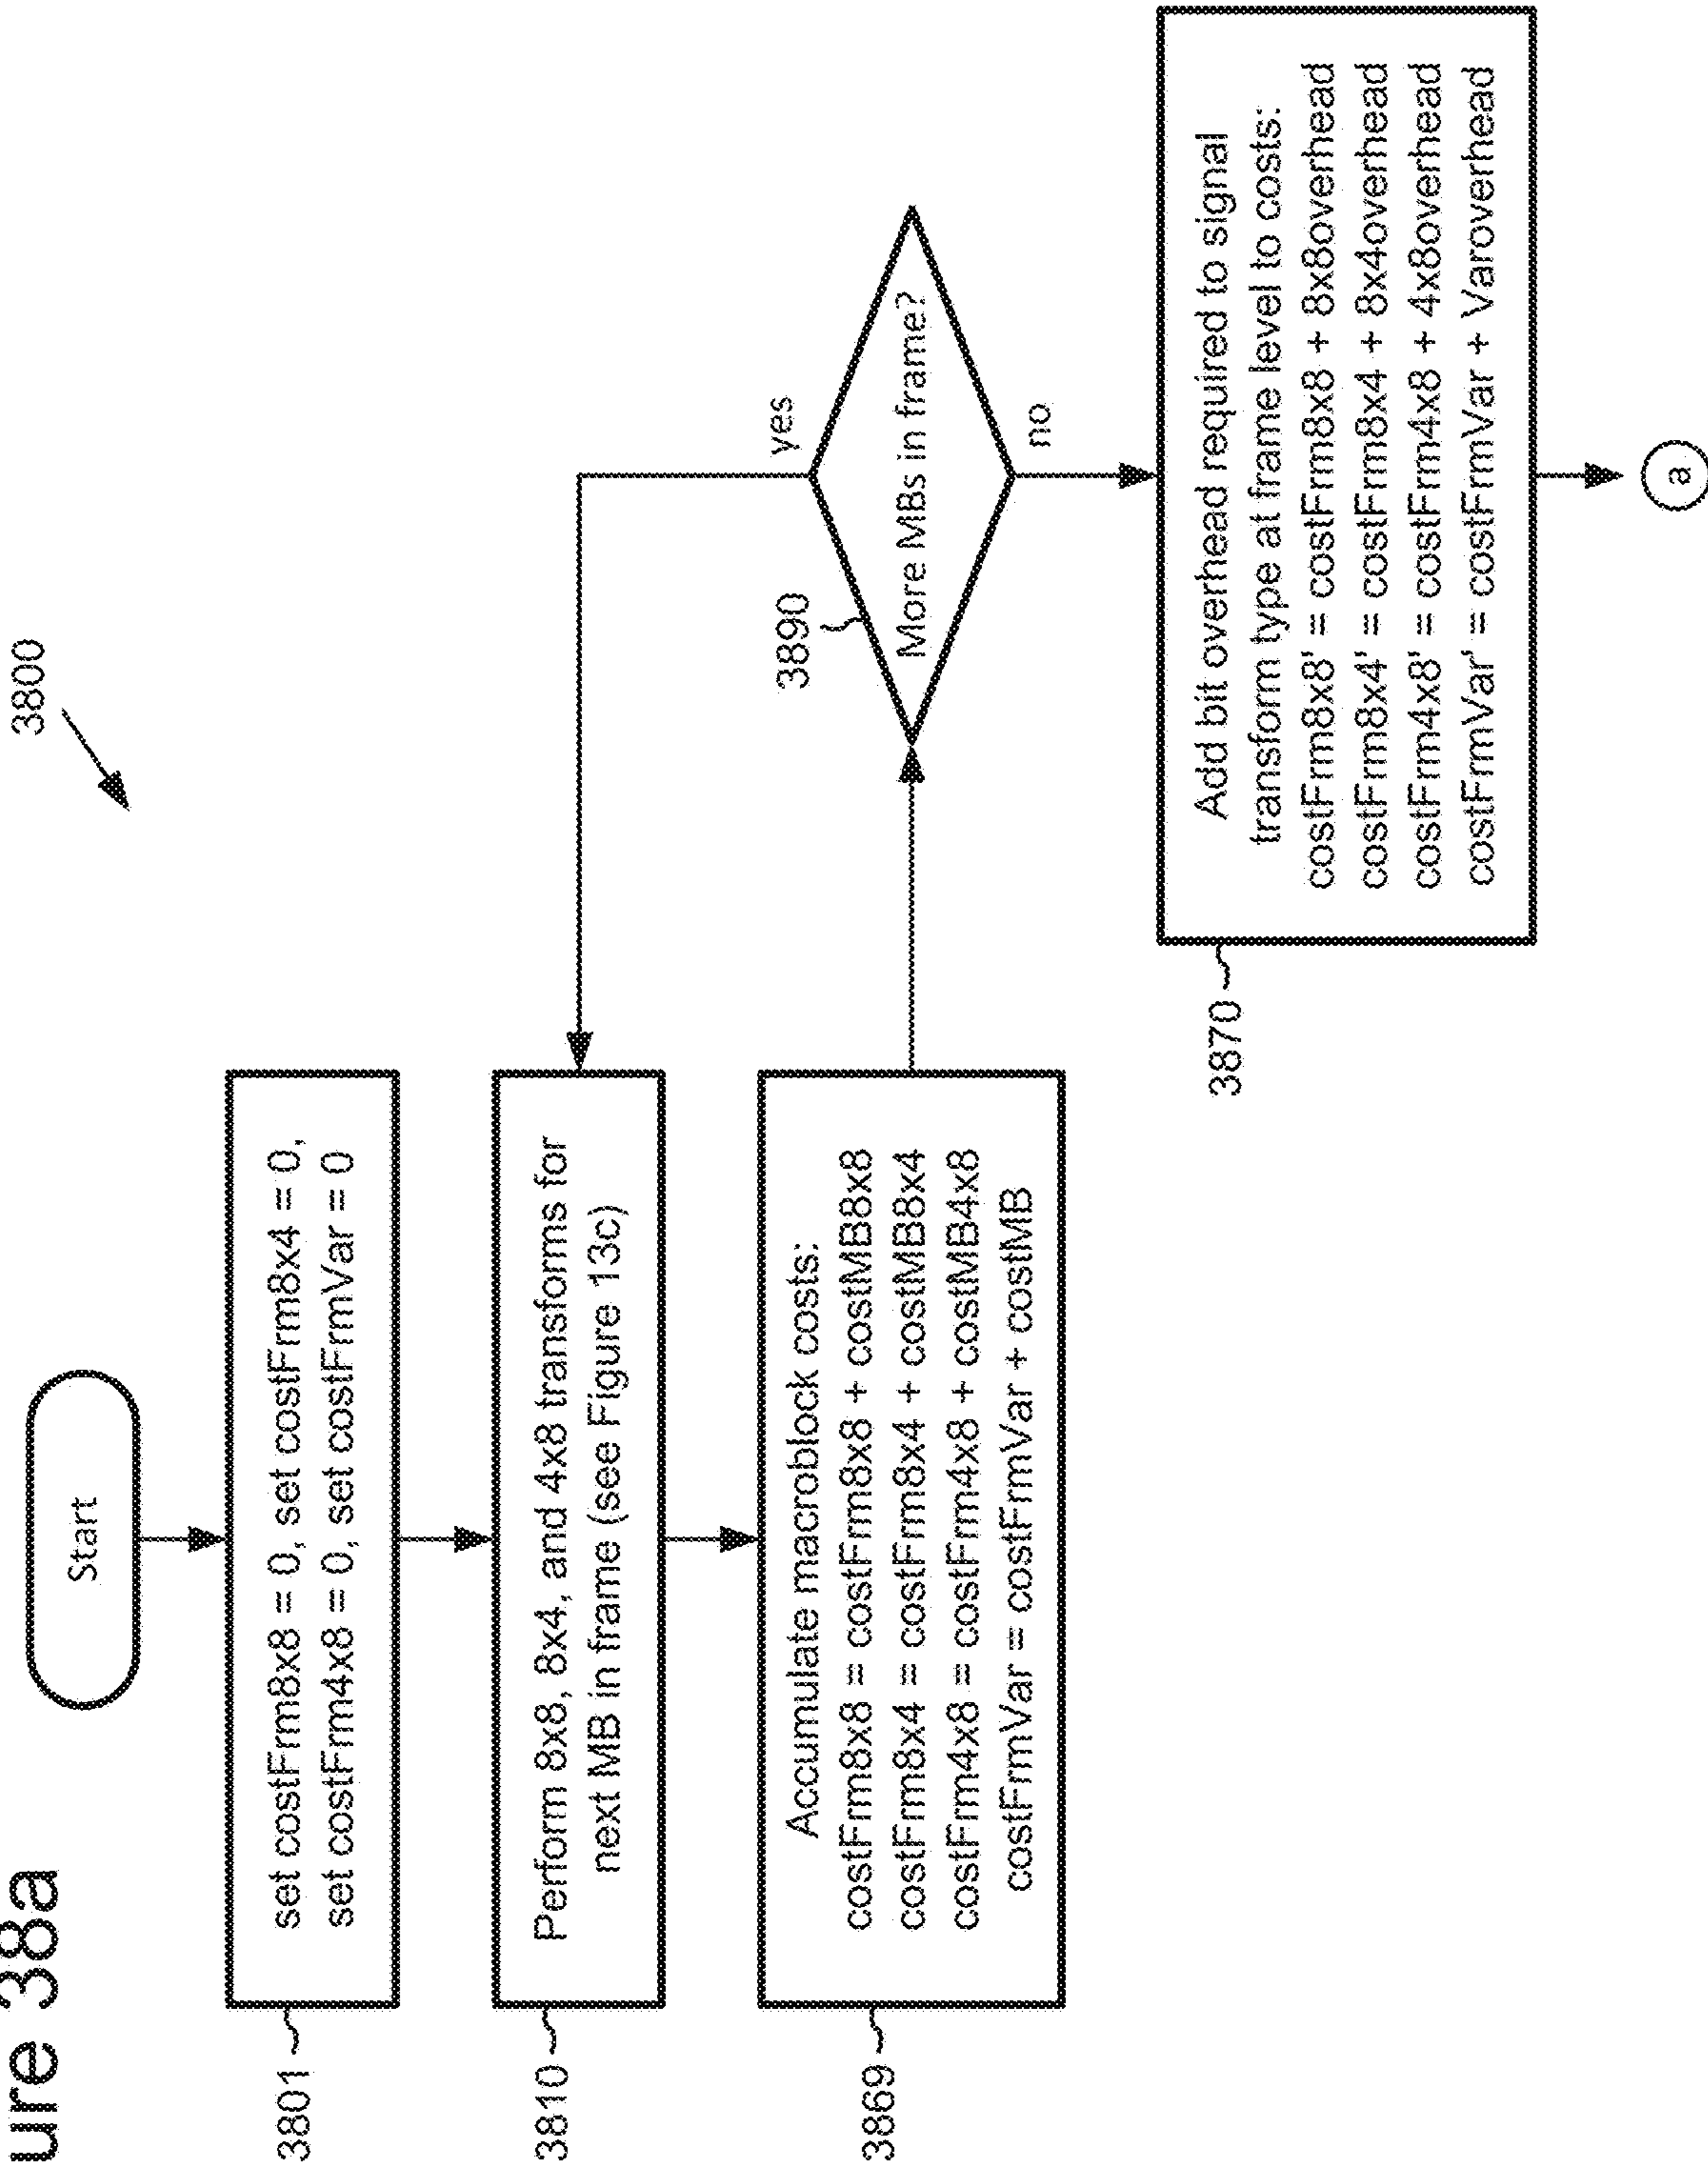 ure 38a
3800
Start
3801
set costFrm8x8 = 0, set costFrm8x4 = 0,
set costFrm4x8 = 0, set costFrmVar = 0
3810
Perform 8x8, 8x4, and 4x8 transforms for
next MB in frame (see Figure 13c)
3869
Accumulate macroblock costs:
costFrm8x8 = costFrm8x8 + costMB8x8
costFrm8x4 = costFrm8x4 + costMB8x4
costFrm4x8 = costFrm4x8 + costMB4x8
costFrmVar = costFrmVar + costMB
3890
More MBs in frame?
yes
no
3870
Add bit overhead required to signal
transform type at frame level to costs:
costFrm8x8' = costFrm8x8 + 8x8overhead
costFrm8x4' = costFrm8x4 + 8x4overhead
costFrm4x8' = costFrm4x8 + 4x8overhead
costFrmVar' = costFrmVar + Varoverhead
a